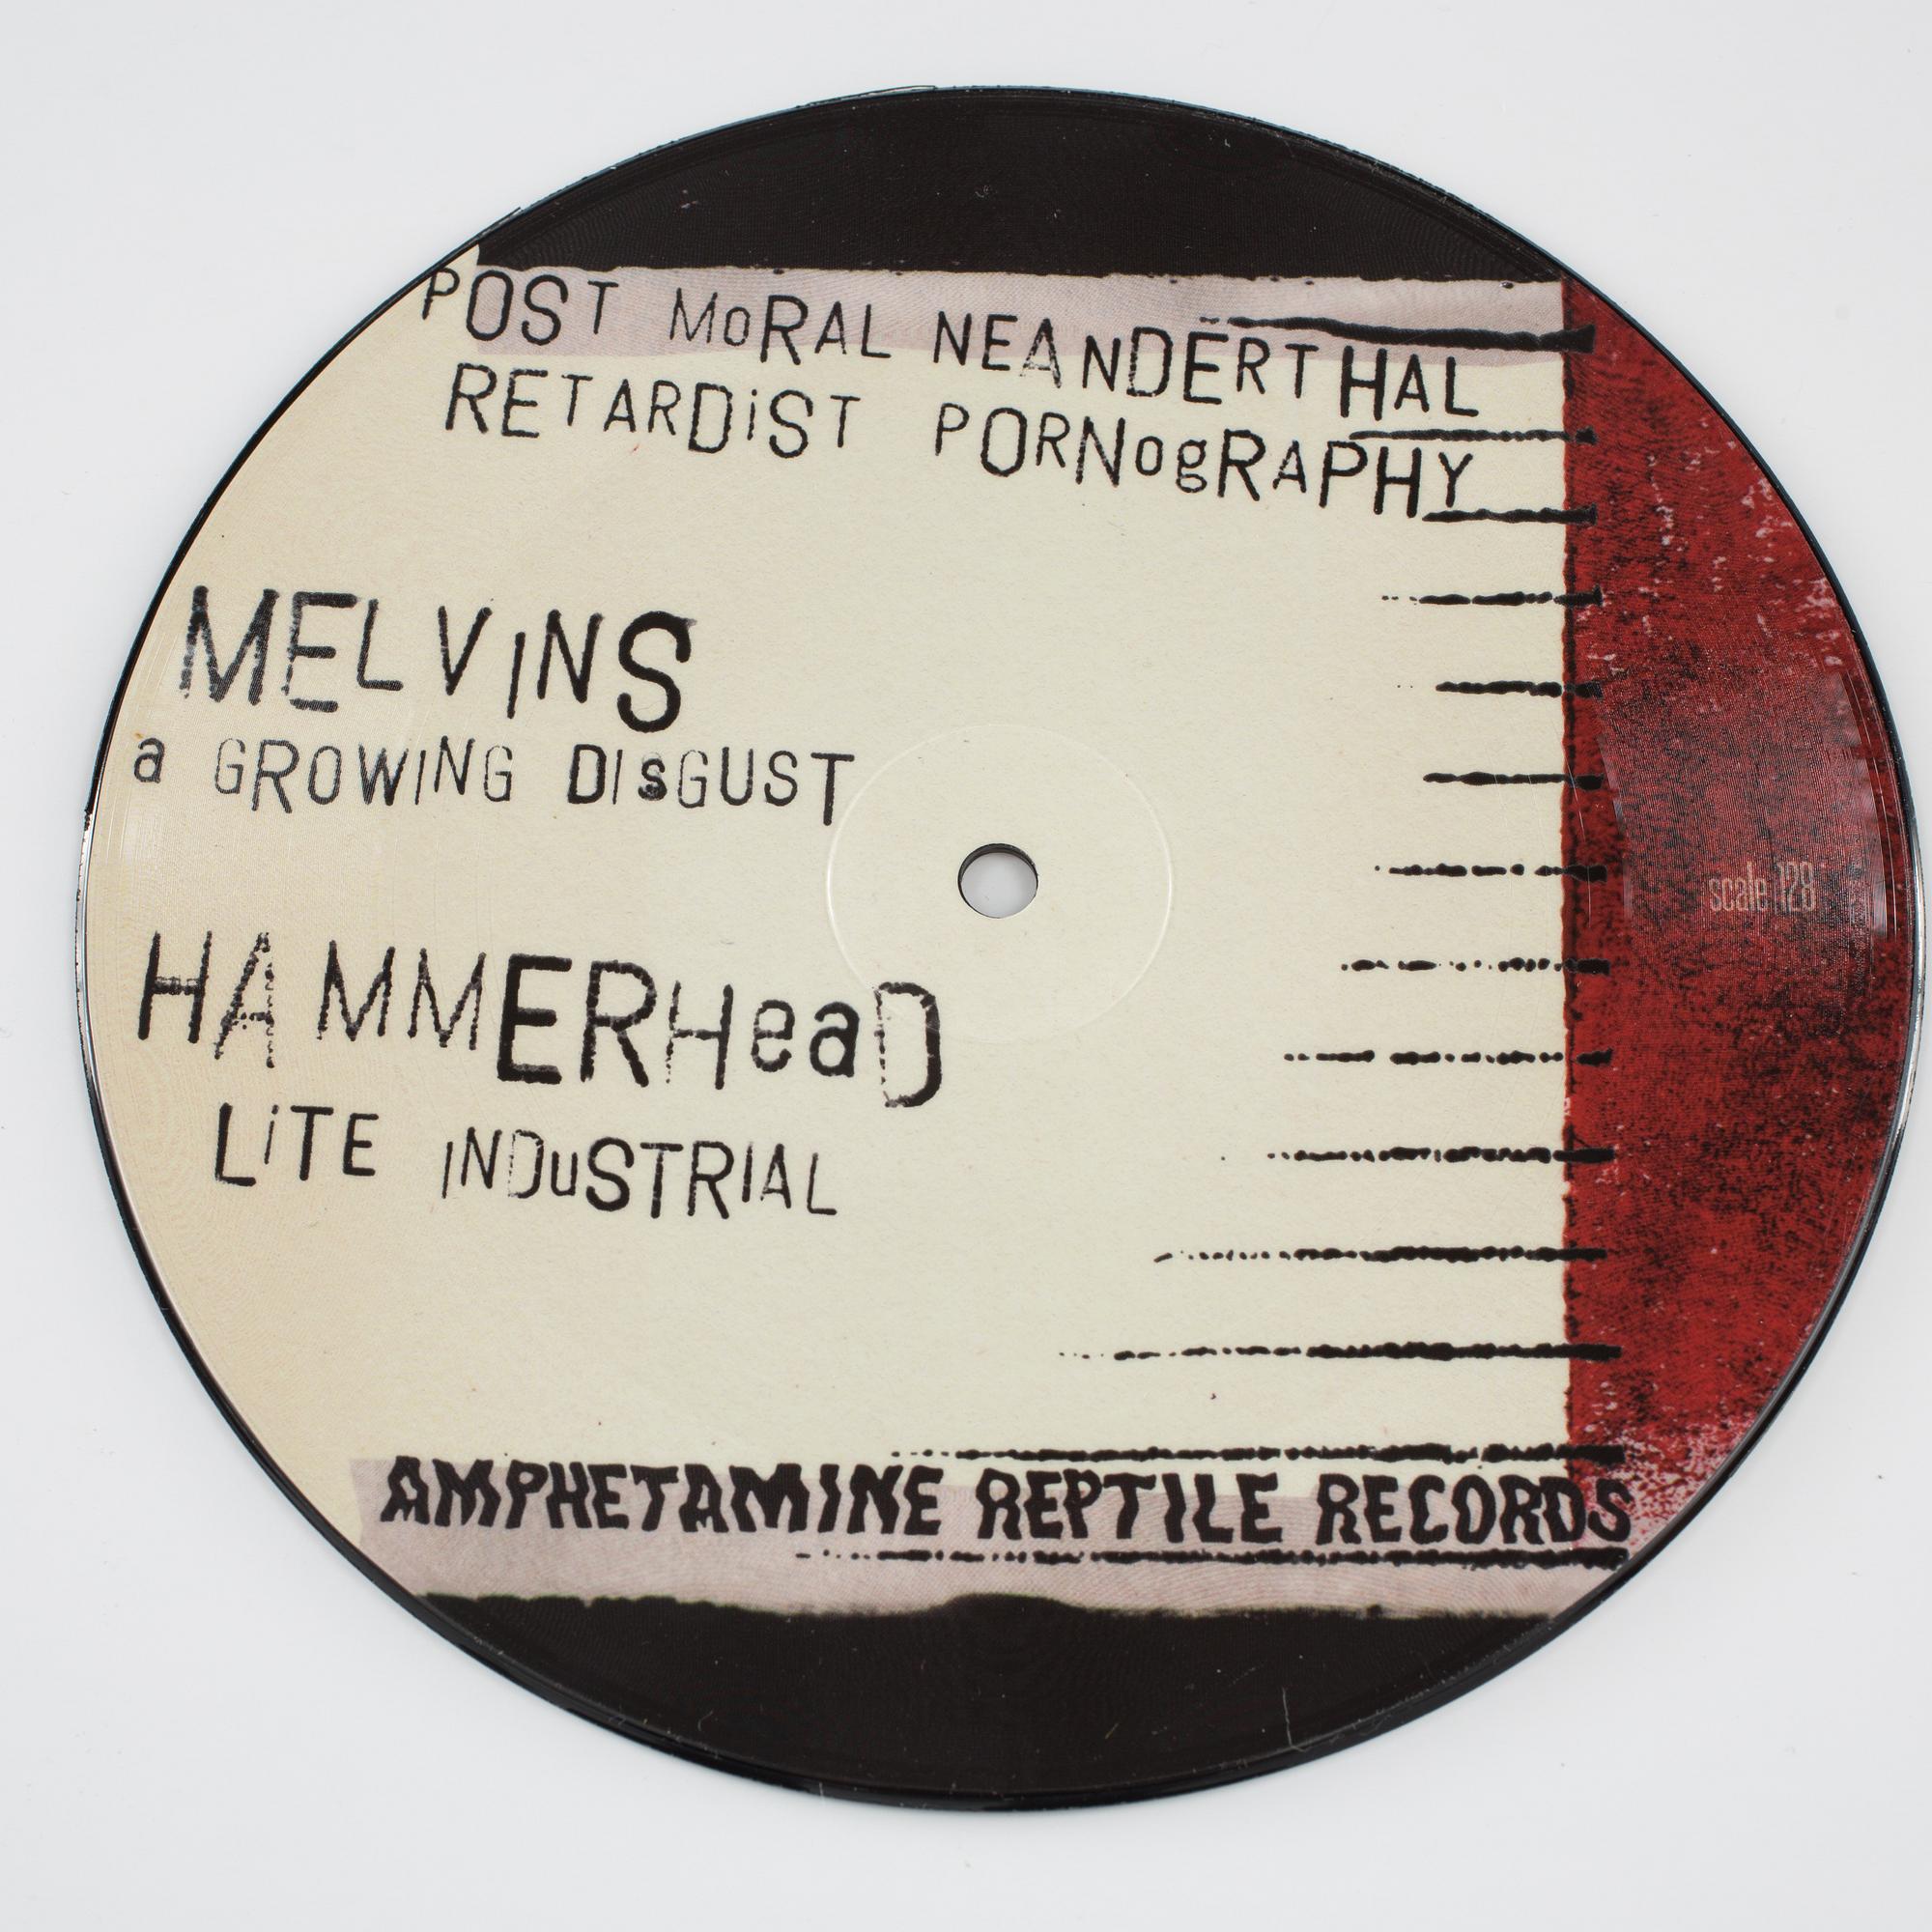 POST MoRAL NEANDERTHAL
RETARDiST PORNogRAPHY
MELVINS
a GROWING DIsGUST
HAMMERHeaD
LiTE INDuSTRIAL
scale 128
AMPHETAMINE REPTILE RECORDS